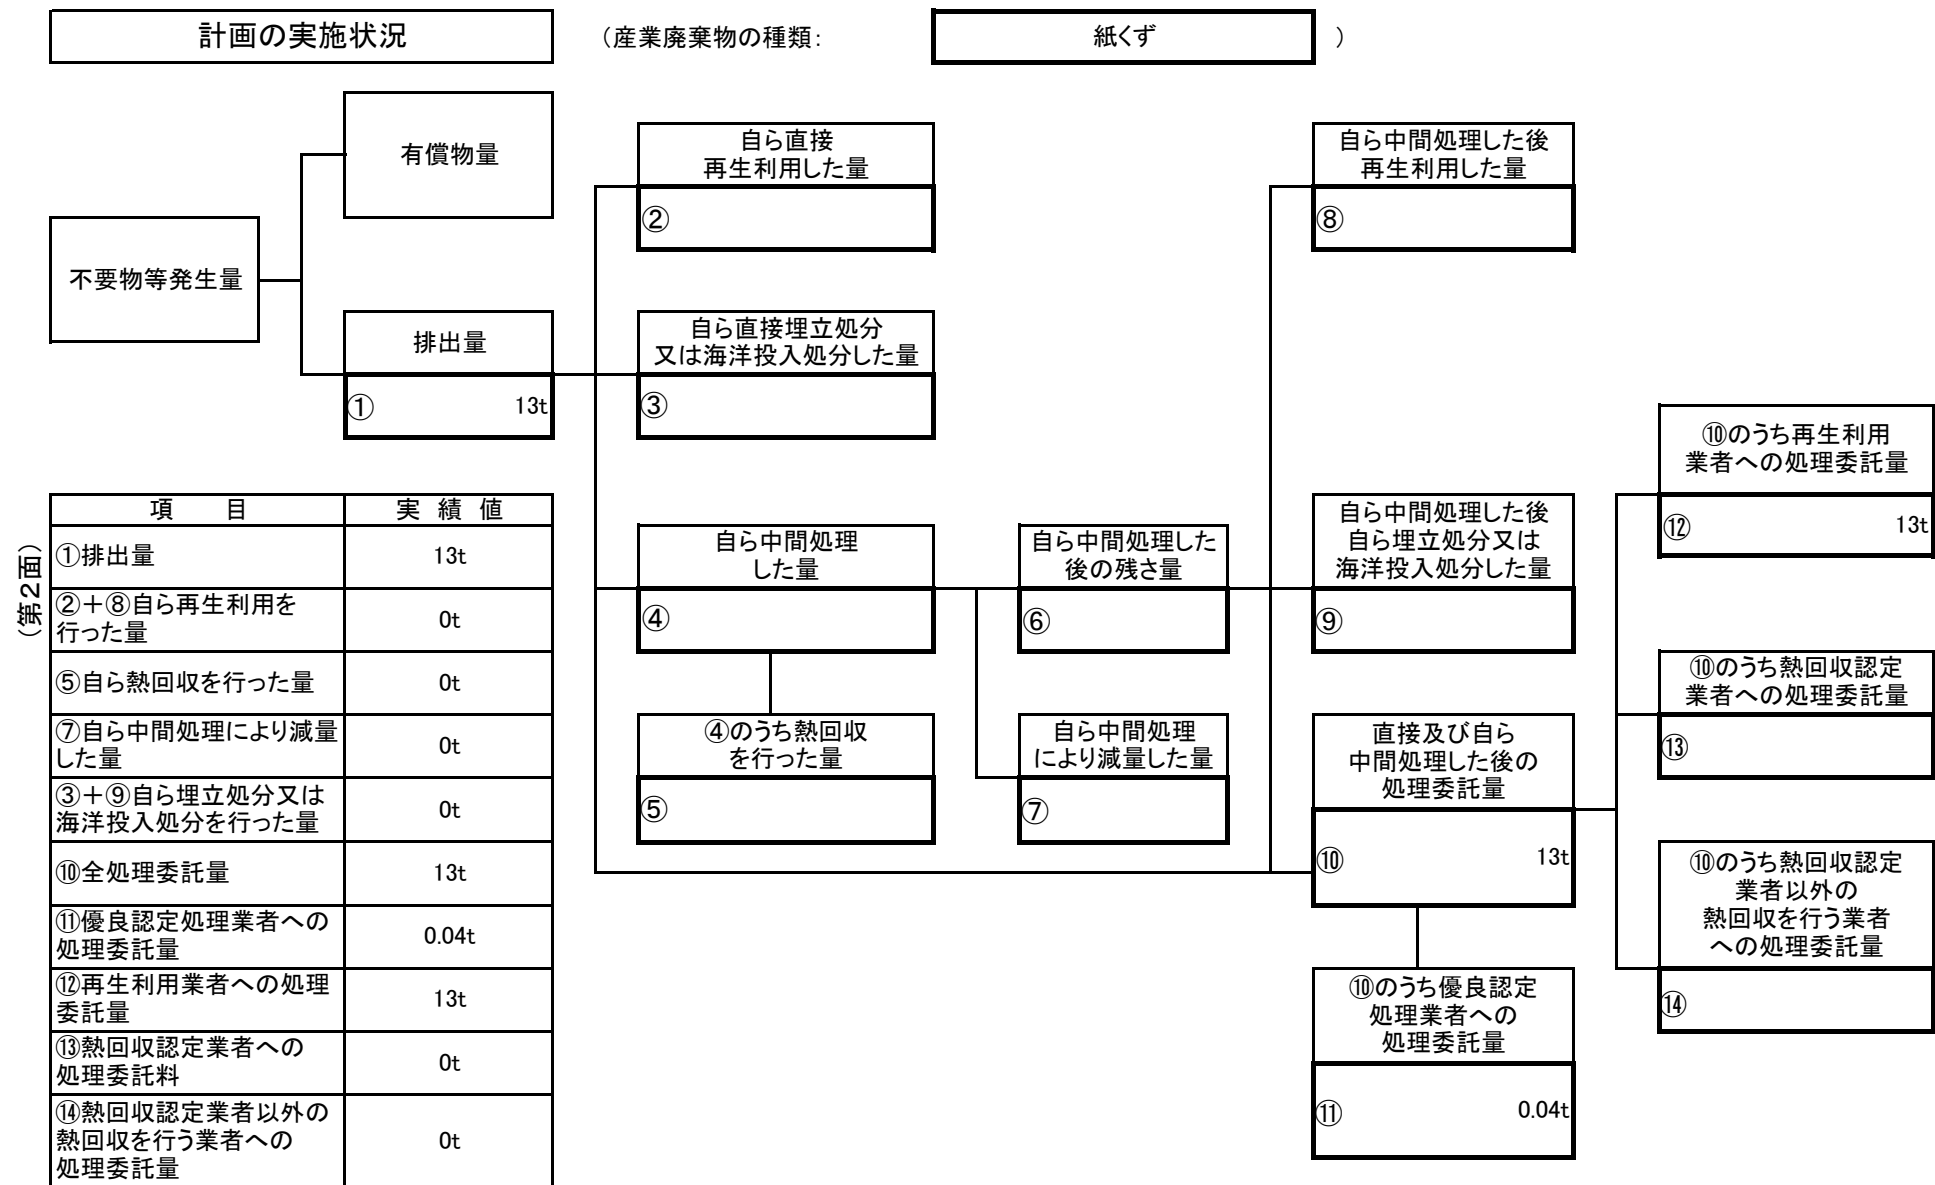 計画の実施状況
（産業廃棄物の種類：
紙くず
）
有償物量
不要物等発生量
排出量
① 13t
自ら直接
再生利用した量
②
自ら直接埋立処分
又は海洋投入処分した量
③
自ら中間処理
した量
④
④のうち熱回収
を行った量
⑤
自ら中間処理した
後の残さ量
⑥
自ら中間処理
により減量した量
⑦
自ら中間処理した後
再生利用した量
⑧
自ら中間処理した後
自ら埋立処分又は
海洋投入処分した量
⑨
直接及び自ら
中間処理した後の
処理委託量
⑩ 13t
⑩のうち優良認定
処理業者への
処理委託量
⑪ 0.04t
⑩のうち再生利用
業者への処理委託量
⑫ 13t
⑩のうち熱回収認定
業者への処理委託量
⑬
⑩のうち熱回収認定
業者以外の
熱回収を行う業者
への処理委託量
⑭
（第２面）
項　目 実 績 値
①排出量 13t
②＋⑧自ら再生利用を
行った量 0t
⑤自ら熱回収を行った量 0t
⑦自ら中間処理により減量
した量 0t
③＋⑨自ら埋立処分又は
海洋投入処分を行った量 0t
⑩全処理委託量 13t
⑪優良認定処理業者への
処理委託量 0.04t
⑫再生利用業者への処理
委託量 13t
⑬熱回収認定業者への
処理委託料 0t
⑭熱回収認定業者以外の
熱回収を行う業者への
処理委託量 0t